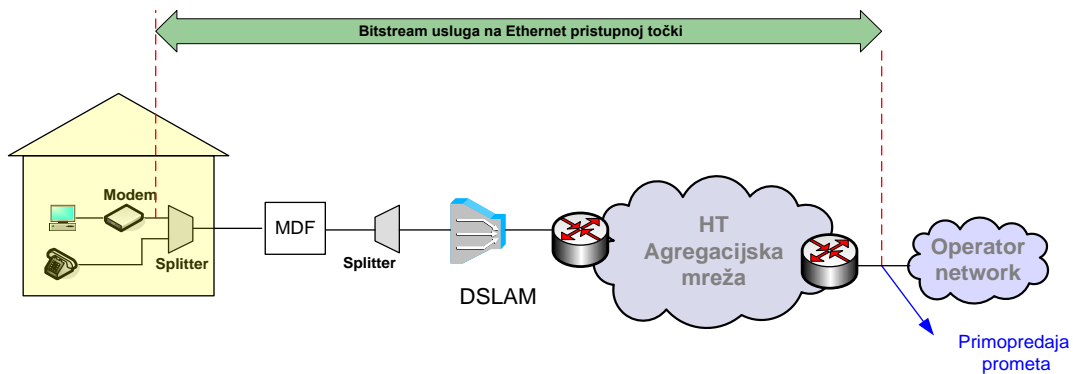 Bitstream usluga na Ethernet pristupnoj točki
Modem
Splitter
MDF
Splitter
DSLAM
HT
Agregacijska
mreža
Operator
network
Primopredaja
prometa